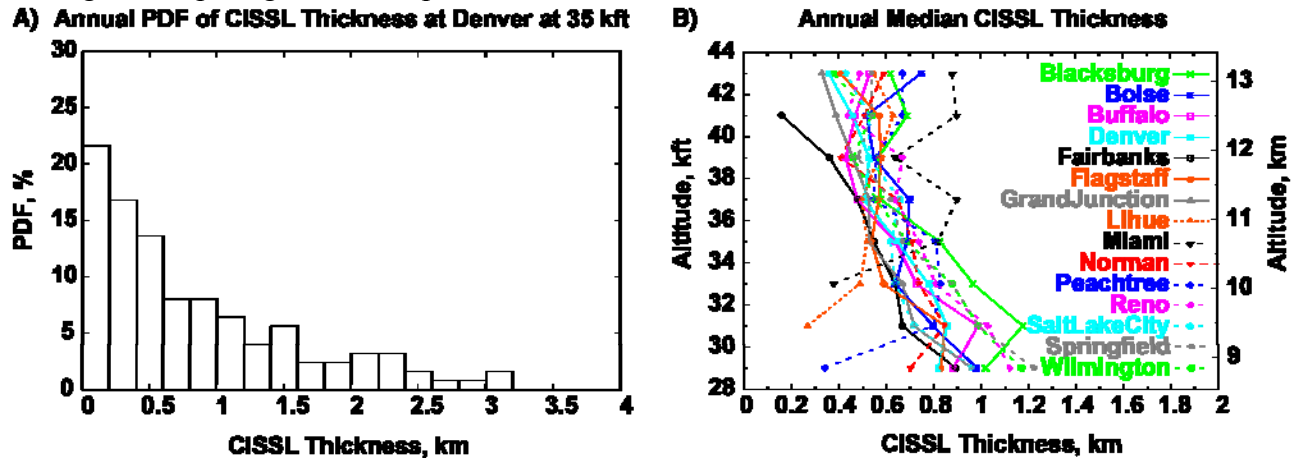 A) Annual PDF of CISSL Thickness at Denver at 35 kft
30
25
20
15
10
5
0
PDF, %
0 0.5 1 1.5 2 2.5 3 3.5 4
CISSL Thickness, km
B) Annual Median CISSL Thickness
44
42
40
38
36
34
32
30
28
Altitude, kft
Blacksburg
Boise
Buffalo
Denver
Fairbanks
Flagstaff
GrandJunction
Lihue
Miami
Norman
Peachtree
Reno
SaltLakeCity
Springfield
Wilmington
13
12
11
10
9
Altitude, km
0 0.2 0.4 0.6 0.8 1 1.2 1.4 1.6 1.8 2
CISSL Thickness, km